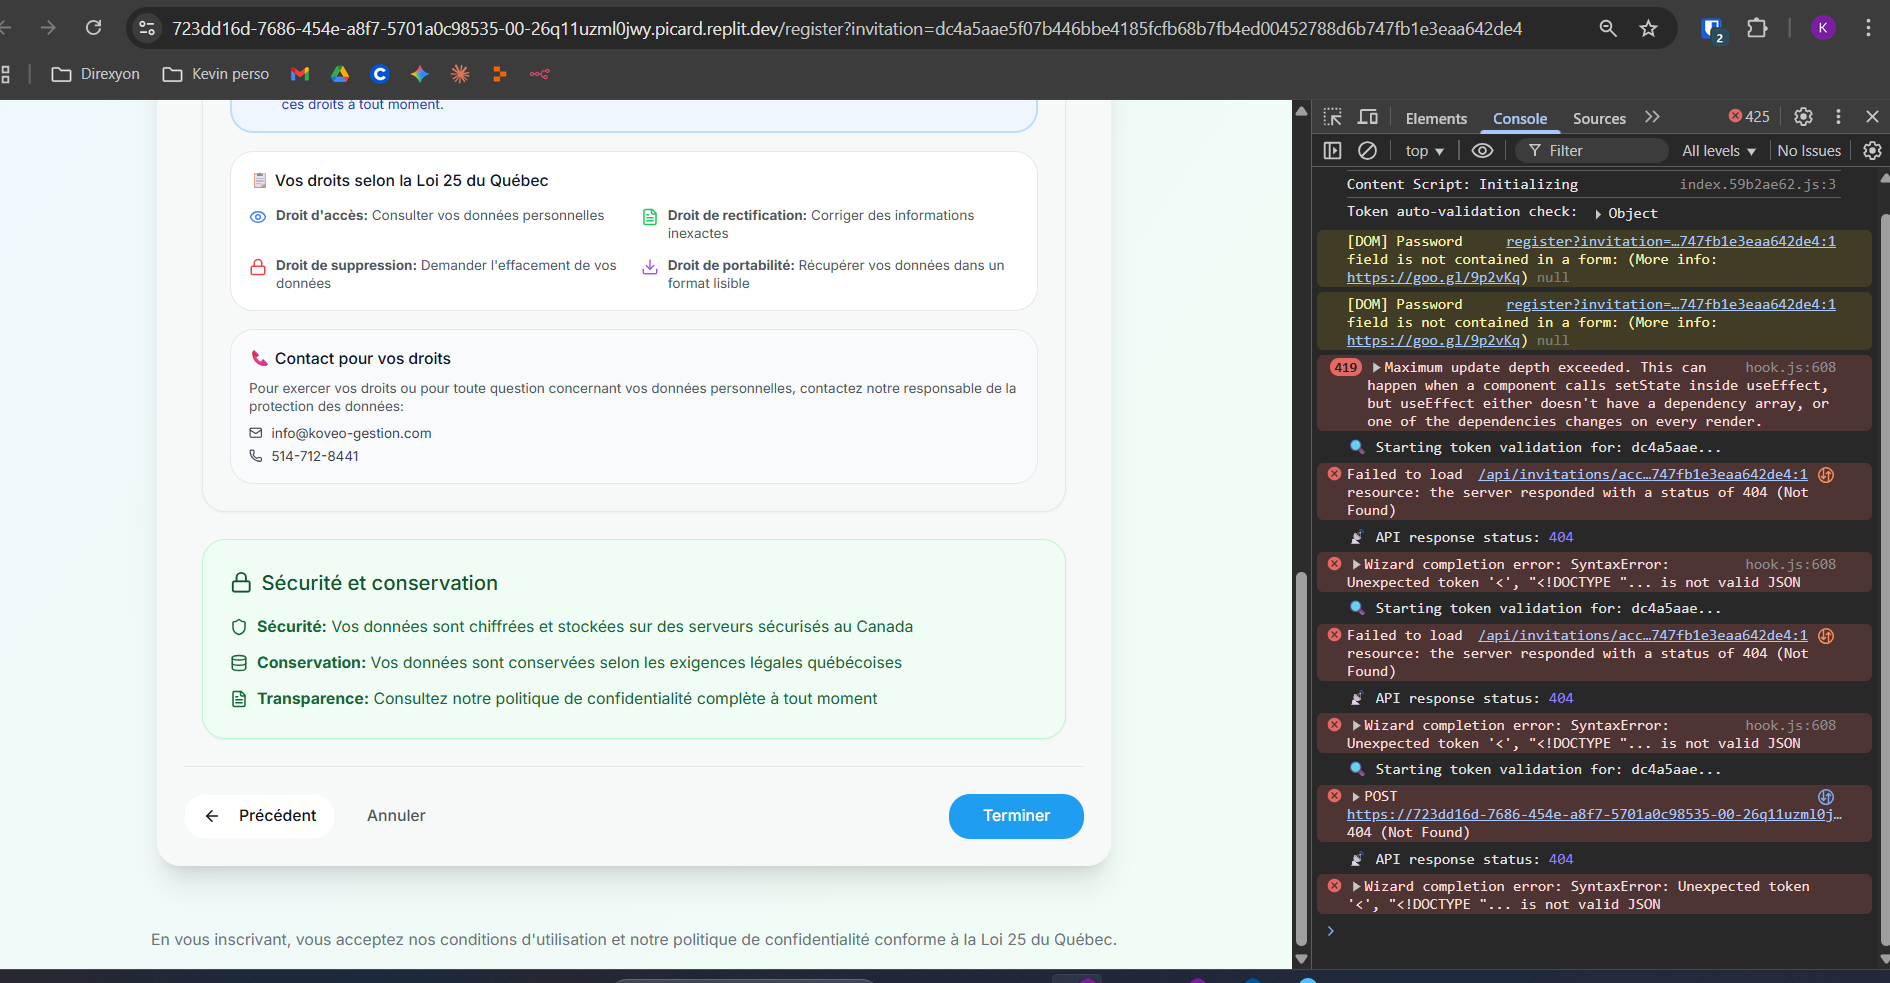 723dd16d-7686-454e-a8f7-5701a0c98535-00-26q11uzml0jwy.picard.replit.dev/register?invitation=dc4a5aae5f07b446bbe4185fcfb68b7fb4ed00452788d6b747fb1e3eaa642de4
2
K
Direxyon
Kevin perso
ces droits à tout moment.
Vos droits selon la Loi 25 du Québec
Droit d'accès: Consulter vos données personnelles
Droit de rectification: Corriger des informations
inexactes
Droit de suppression: Demander l'effacement de vos
données
Droit de portabilité: Récupérer vos données dans un
format lisible
Contact pour vos droits
Pour exercer vos droits ou pour toute question concernant vos données personnelles, contactez notre responsable de la
protection des données:
info@koveo-gestion.com
514-712-8441
Sécurité et conservation
Sécurité: Vos données sont chiffrées et stockées sur des serveurs sécurisés au Canada
Conservation: Vos données sont conservées selon les exigences légales québécoises
Transparence: Consultez notre politique de confidentialité complète à tout moment
Précédent
Annuler
Terminer
En vous inscrivant, vous acceptez nos conditions d'utilisation et notre politique de confidentialité conforme à la Loi 25 du Québec.
Elements
Console
Sources
425
top
Filter
All levels
No Issues
Content Script: Initializing index.59b2ae62.js:3
Token auto-validation check: Object
[DOM] Password register?invitation=…747fb1e3eaa642de4:1
field is not contained in a form: (More info:
https://goo.gl/9p2vKq) null
[DOM] Password register?invitation=…747fb1e3eaa642de4:1
field is not contained in a form: (More info:
https://goo.gl/9p2vKq) null
419 Maximum update depth exceeded. This can hook.js:608
happen when a component calls setState inside useEffect,
but useEffect either doesn't have a dependency array, or
one of the dependencies changes on every render.
Starting token validation for: dc4a5aae...
Failed to load /api/invitations/acc…747fb1e3eaa642de4:1
resource: the server responded with a status of 404 (Not
Found)
API response status: 404
Wizard completion error: SyntaxError: hook.js:608
Unexpected token '<', "<!DOCTYPE "... is not valid JSON
Starting token validation for: dc4a5aae...
Failed to load /api/invitations/acc…747fb1e3eaa642de4:1
resource: the server responded with a status of 404 (Not
Found)
API response status: 404
Wizard completion error: SyntaxError: hook.js:608
Unexpected token '<', "<!DOCTYPE "... is not valid JSON
Starting token validation for: dc4a5aae...
POST
https://723dd16d-7686-454e-a8f7-5701a0c98535-00-26q11uzml0j…
404 (Not Found)
API response status: 404
Wizard completion error: SyntaxError: Unexpected token
'<', "<!DOCTYPE "... is not valid JSON